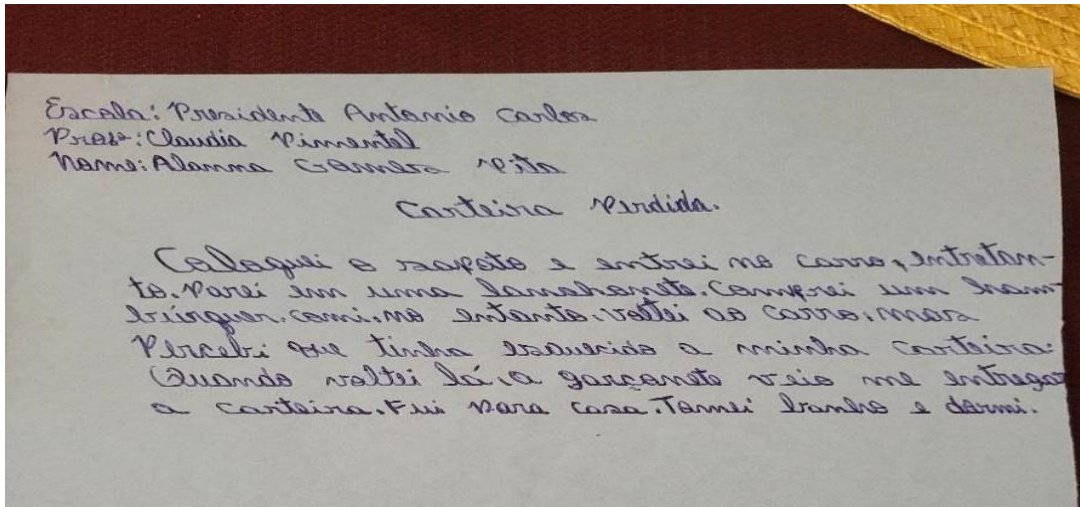 Escola: Presidente Antonio Carlos
Profª: Claudia Pimentel
Nome: Alanna Gomes Pita
Carteira Perdida.
Coloquei o sapato e entrei no carro, entretan-
to. Parei em uma lanchonete. Comprei um ham-
búrguer. comi, no entanto. voltei ao carro, mas
Percebi que tinha esquecido a minha carteira.
Quando voltei lá, a garçonete veio me entregar
a carteira. Fui para casa. Tomei banho e dormi.